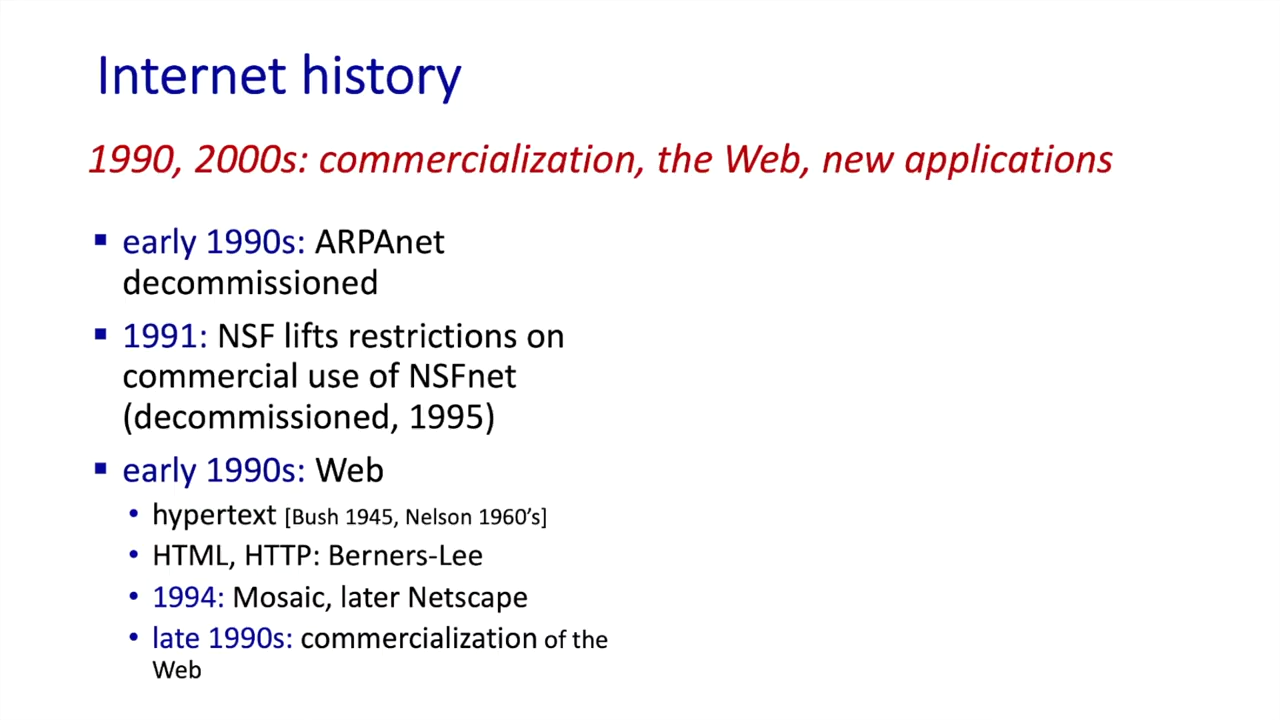 Internet history
1990, 2000s: commercialization, the Web, new applications
▪ early 1990s: ARPAnet
decommissioned
▪ 1991: NSF lifts restrictions on
commercial use of NSFnet
(decommissioned, 1995)
▪ early 1990s: Web
• hypertext [Bush 1945, Nelson 1960’s]
• HTML, HTTP: Berners-Lee
• 1994: Mosaic, later Netscape
• late 1990s: commercialization of the
Web